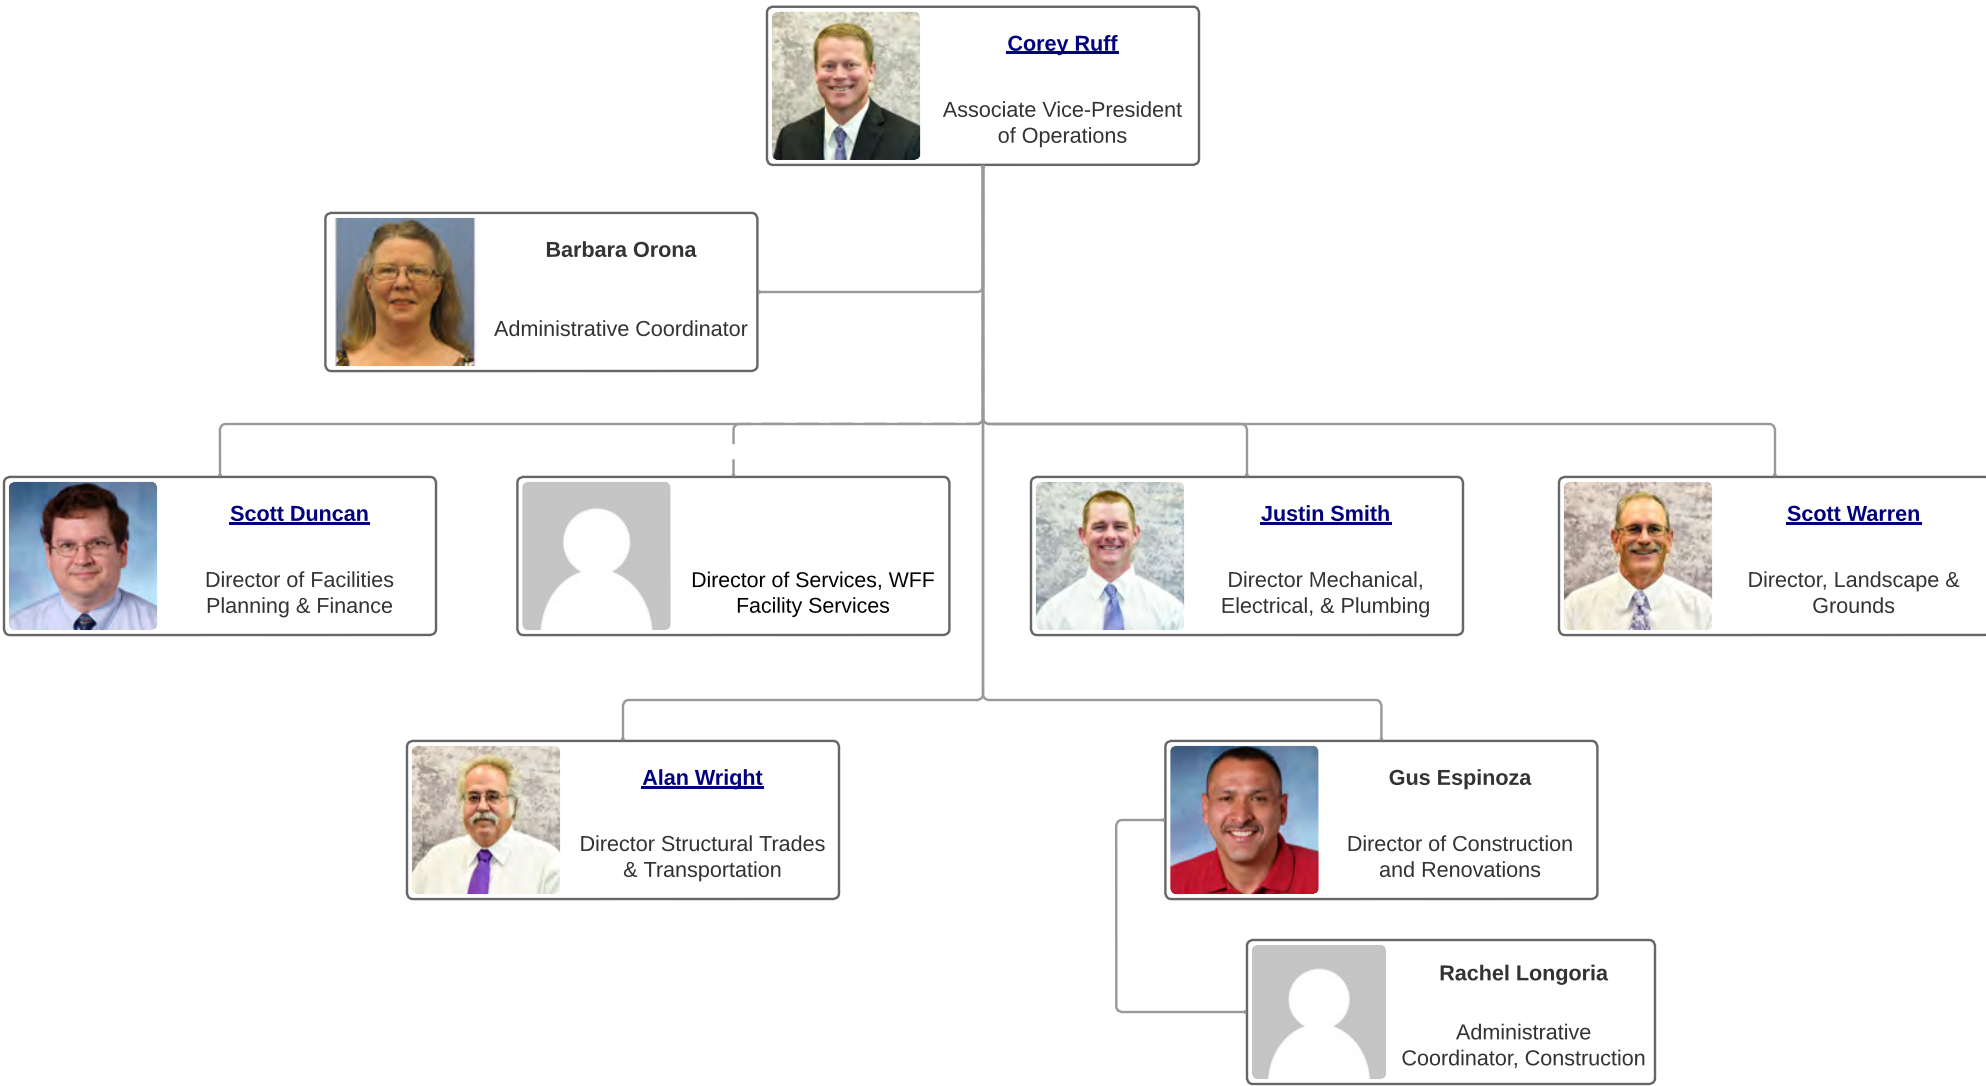 Corey Ruff
Associate Vice-President
of Operations
Barbara Orona
Administrative Coordinator
Scott Duncan
Director of Facilities
Planning & Finance
Director of Services, WFF
Facility Services
Justin Smith
Director Mechanical,
Electrical, & Plumbing
Scott Warren
Director, Landscape &
Grounds
Alan Wright
Director Structural Trades
& Transportation
Gus Espinoza
Director of Construction
and Renovations
Rachel Longoria
Administrative
Coordinator, Construction